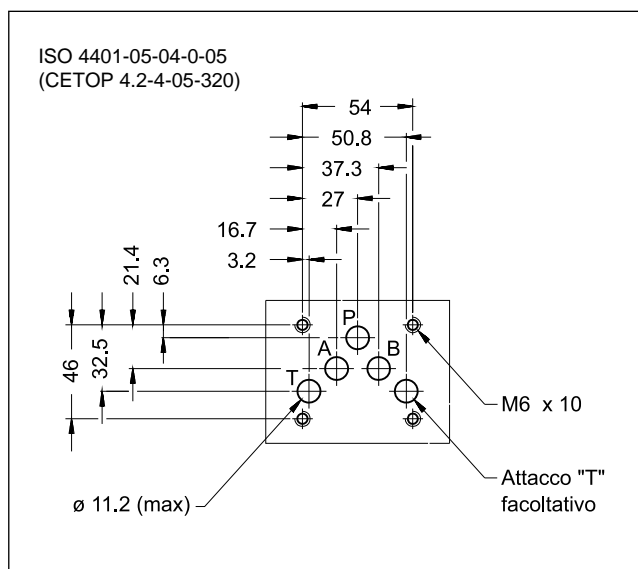 ISO 4401-05-04-0-05
(CETOP 4.2-4-05-320)
54
50.8
37.3
27
16.7
3.2
21.4
6.3
46
32.5
P
A
B
T
M6 x 10
ø 11.2 (max)
Attacco "T"
facoltativo